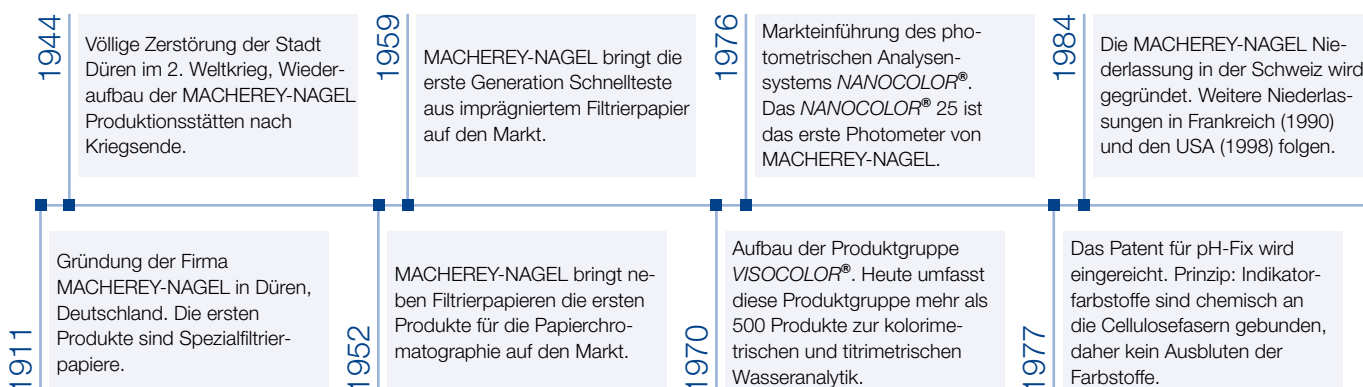 1944
Völlige Zerstörung der Stadt
Düren im 2. Weltkrieg, Wieder-
aufbau der MACHEREY-NAGEL
Produktionsstätten nach
Kriegsende.
1959
MACHEREY-NAGEL bringt die
erste Generation Schnellteste
aus imprägniertem Filtrierpapier
auf den Markt.
1976
Markteinführung des pho-
tometrischen Analysen-
systems NANOCOLOR®.
Das NANOCOLOR® 25 ist
das erste Photometer von
MACHEREY-NAGEL.
1984
Die MACHEREY-NAGEL Nie-
derlassung in der Schweiz wird
gegründet. Weitere Niederlas-
sungen in Frankreich (1990)
und den USA (1998) folgen.
1911
Gründung der Firma
MACHEREY-NAGEL in Düren,
Deutschland. Die ersten
Produkte sind Spezialfiltrier-
papiere.
1952
MACHEREY-NAGEL bringt ne-
ben Filtrierpapieren die ersten
Produkte für die Papierchro-
matographie auf den Markt.
1970
Aufbau der Produktgruppe
VISOCOLOR®. Heute umfasst
diese Produktgruppe mehr als
500 Produkte zur kolorime-
trischen und titrimetrischen
Wasseranalytik.
1977
Das Patent für pH-Fix wird
eingereicht. Prinzip: Indikator-
farbstoffe sind chemisch an
die Cellulosefasern gebunden,
daher kein Ausbluten der
Farbstoffe.